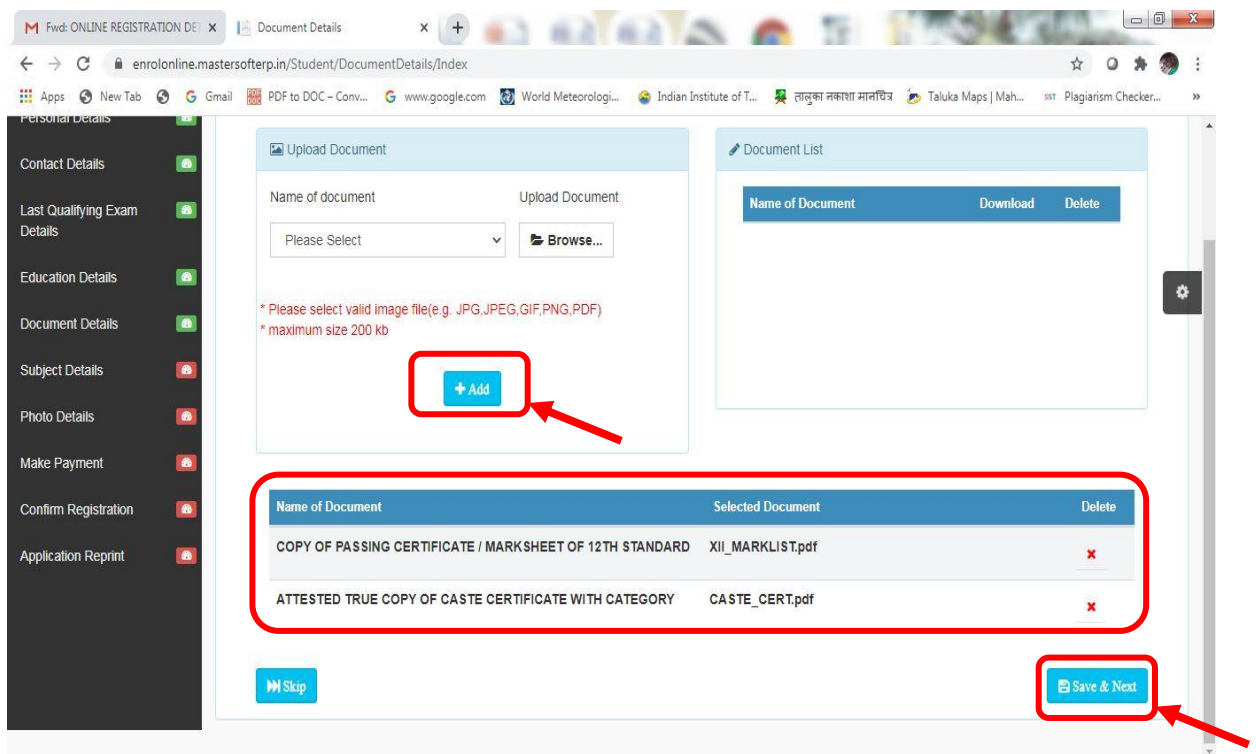 Fwd: ONLINE REGISTRATION DE
Document Details
enrolonline.mastersofterp.in/Student/DocumentDetails/Index
Apps New Tab Gmail PDF to DOC – Conv... www.google.com World Meteorologi... Indian Institute of T... तालुका नकाशा मानचित्र Taluka Maps | Mah... SST Plagiarism Checker... »
Personal Details
Contact Details
Last Qualifying Exam
Details
Education Details
Document Details
Subject Details
Photo Details
Make Payment
Confirm Registration
Application Reprint
Upload Document
Name of document Upload Document
Please Select Browse...
* Please select valid image file(e.g. JPG,JPEG,GIF,PNG,PDF)
* maximum size 200 kb
+ Add
Document List
Name of Document Download Delete
Name of Document Selected Document Delete
COPY OF PASSING CERTIFICATE / MARKSHEET OF 12TH STANDARD XII_MARKLIST.pdf
ATTESTED TRUE COPY OF CASTE CERTIFICATE WITH CATEGORY CASTE_CERT.pdf
Skip
Save & Next